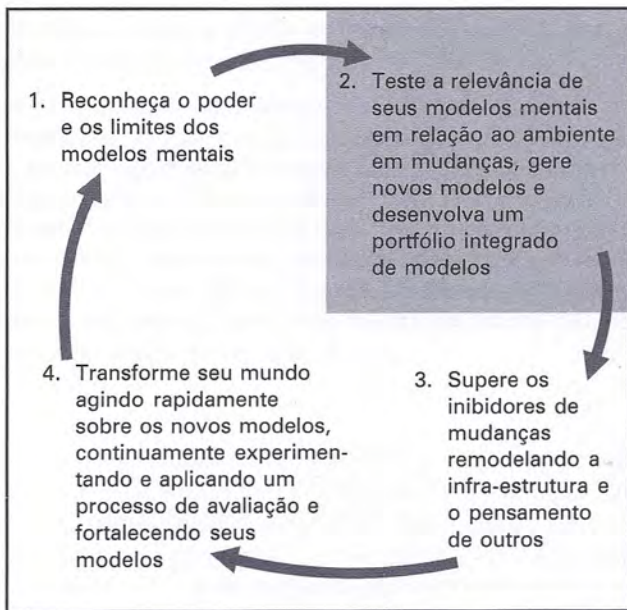 1. Reconheça o poder
e os limites dos
modelos mentais
2. Teste a relevância de
seus modelos mentais
em relação ao ambiente
em mudanças, gere
novos modelos e
desenvolva um
portfólio integrado
de modelos
3. Supere os
inibidores de
mudanças
remodelando a
infra-estrutura e
o pensamento
de outros
4. Transforme seu mundo
agindo rapidamente
sobre os novos modelos,
continuamente experimen-
tando e aplicando um
processo de avaliação e
fortalecendo seus
modelos